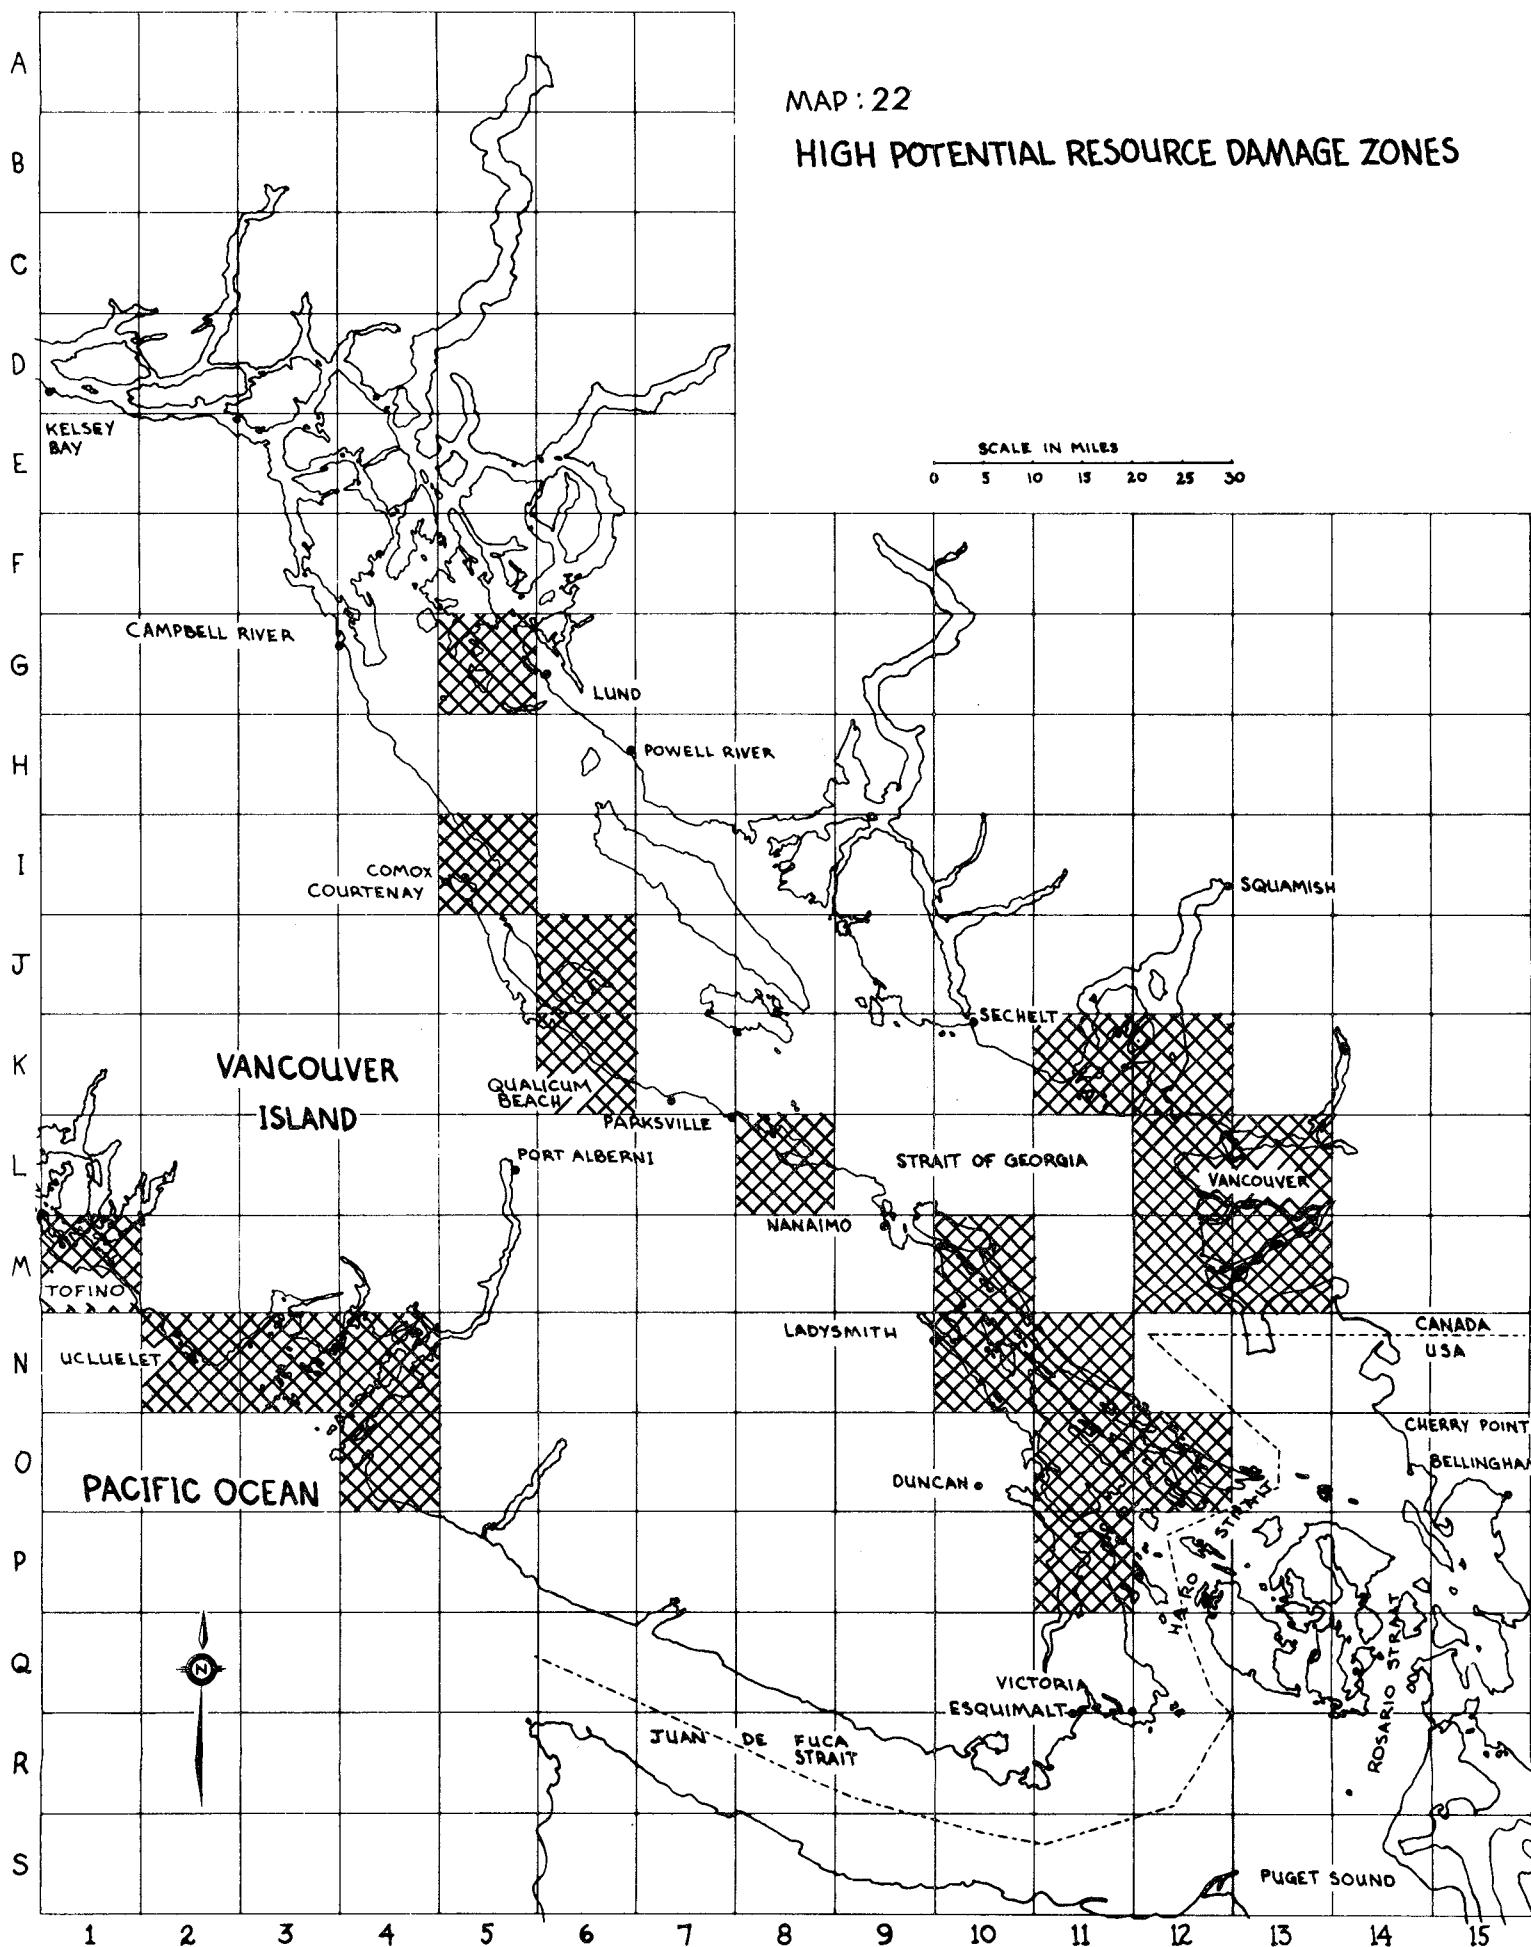 MAP: 22
HIGH POTENTIAL RESOURCE DAMAGE ZONES
A
B
C
D
KELSEY
BAY
E
SCALE IN MILES
0 5 10 15 20 25 30
F
CAMPBELL RIVER
G
LUND
H
POWELL RIVER
I
COMOX
COURTENAY
SQUAMISH
J
SECHELT
K
VANCOUVER
ISLAND
QUALICUM
BEACH
PARKSVILLE
L
PORT ALBERNI
STRAIT OF GEORGIA
VANCOUVER
NANAIMO
M
TOFINO
LADYSMITH
CANADA
USA
N
UCLUELET
CHERRY POINT
BELLINGHAM
O
PACIFIC OCEAN
DUNCAN
HARO STRAIT
P
ROSARIO STRAIT
Q
N
VICTORIA
ESQUIMALT
JUAN DE FUCA
STRAIT
R
S
PUGET SOUND
1 2 3 4 5 6 7 8 9 10 11 12 13 14 15